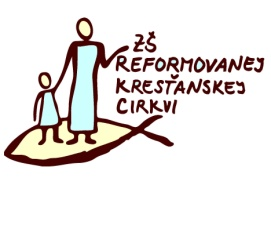 ZŠ
REFORMOVANEJ
KRESŤANSKEJ
CIRKVI